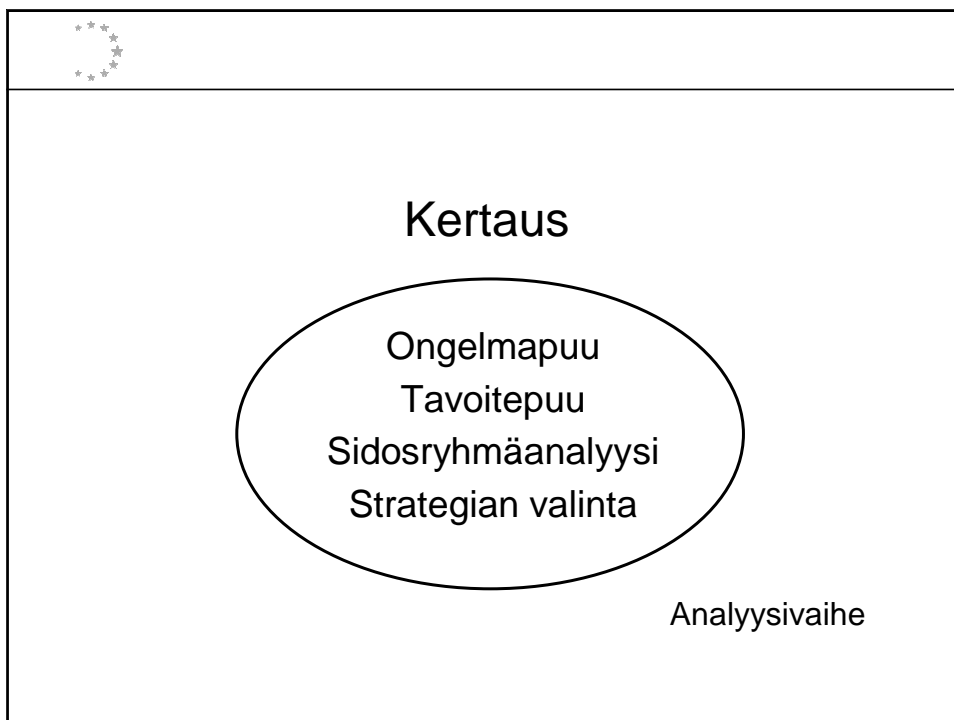 Kertaus
Ongelmapuu
Tavoitepuu
Sidosryhmäanalyysi
Strategian valinta
Analyysivaihe